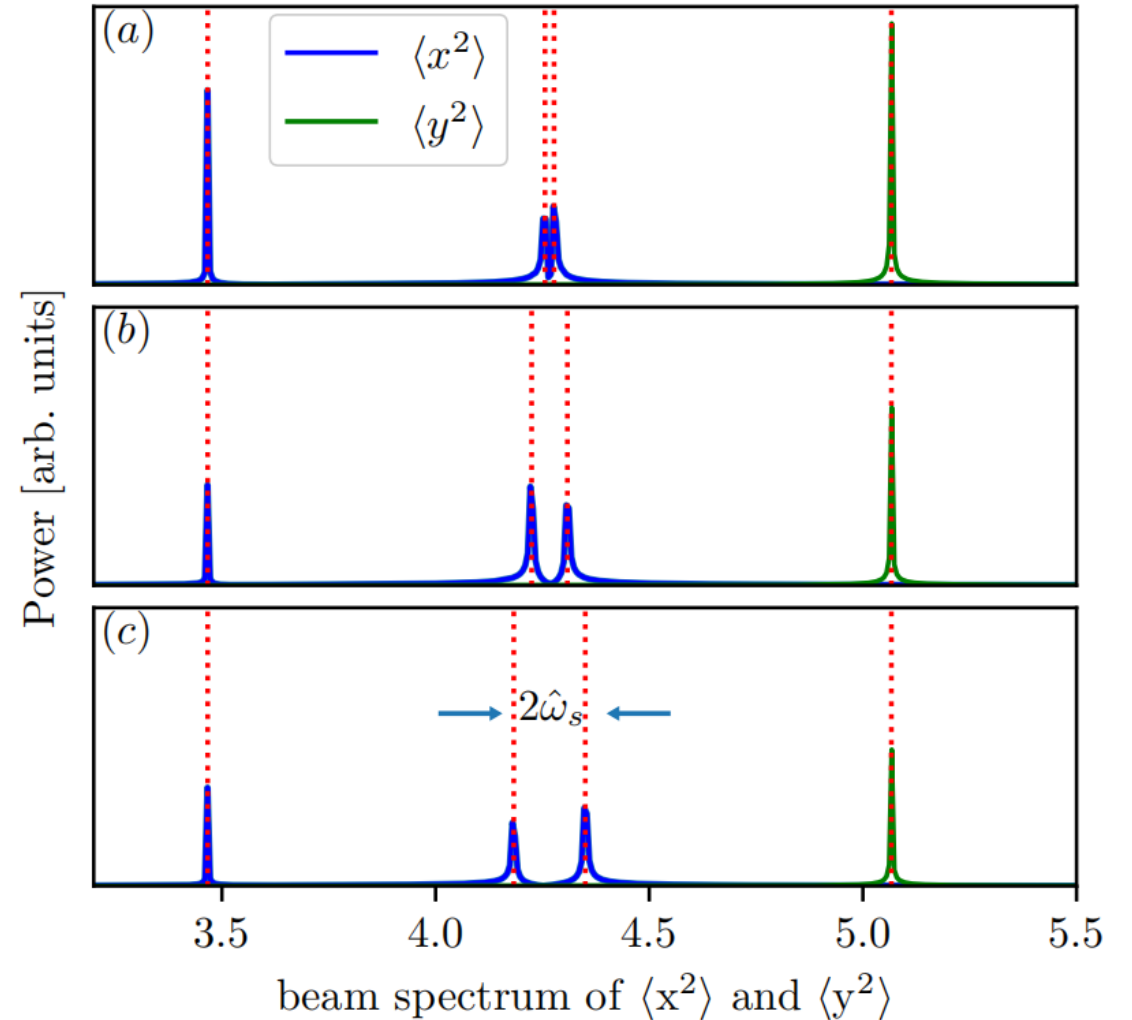 (a)
⟨x²⟩
⟨y²⟩
(b)
(c)
2ω̂ₛ
Power [arb. units]
3.5 4.0 4.5 5.0 5.5
beam spectrum of ⟨x²⟩ and ⟨y²⟩